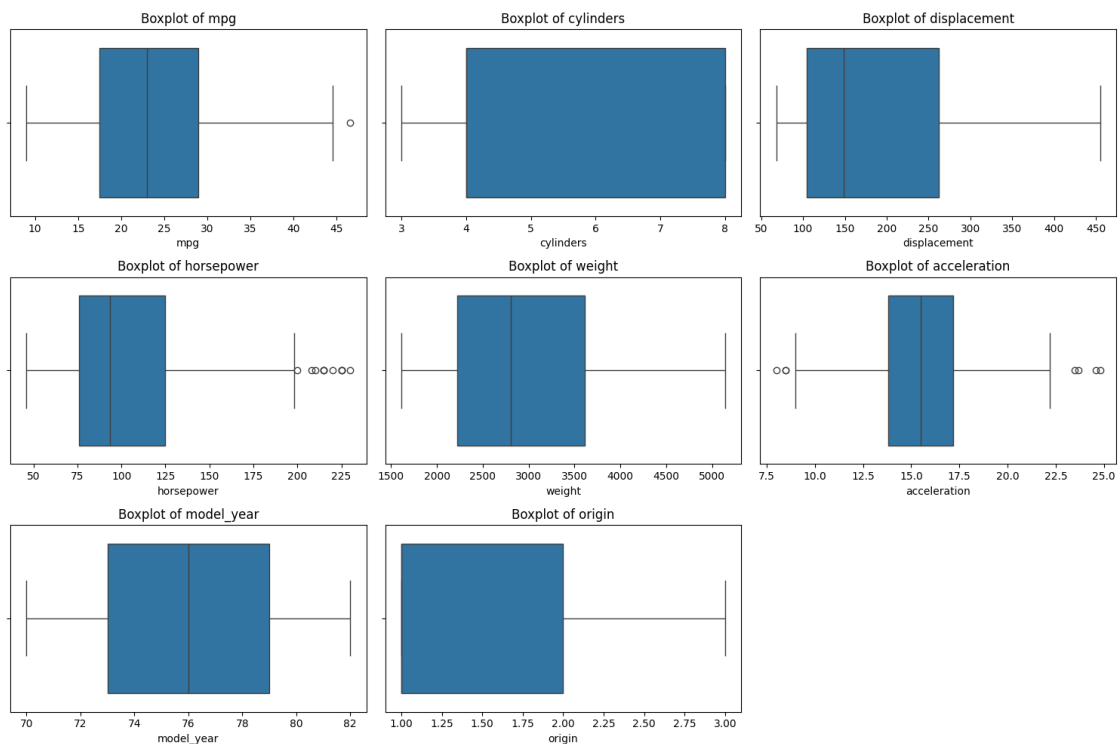 Boxplot of mpg
10 15 20 25 30 35 40 45
mpg
Boxplot of cylinders
3 4 5 6 7 8
cylinders
Boxplot of displacement
50 100 150 200 250 300 350 400 450
displacement
Boxplot of horsepower
50 75 100 125 150 175 200 225
horsepower
Boxplot of weight
1500 2000 2500 3000 3500 4000 4500 5000
weight
Boxplot of acceleration
7.5 10.0 12.5 15.0 17.5 20.0 22.5 25.0
acceleration
Boxplot of model_year
70 72 74 76 78 80 82
model_year
Boxplot of origin
1.00 1.25 1.50 1.75 2.00 2.25 2.50 2.75 3.00
origin